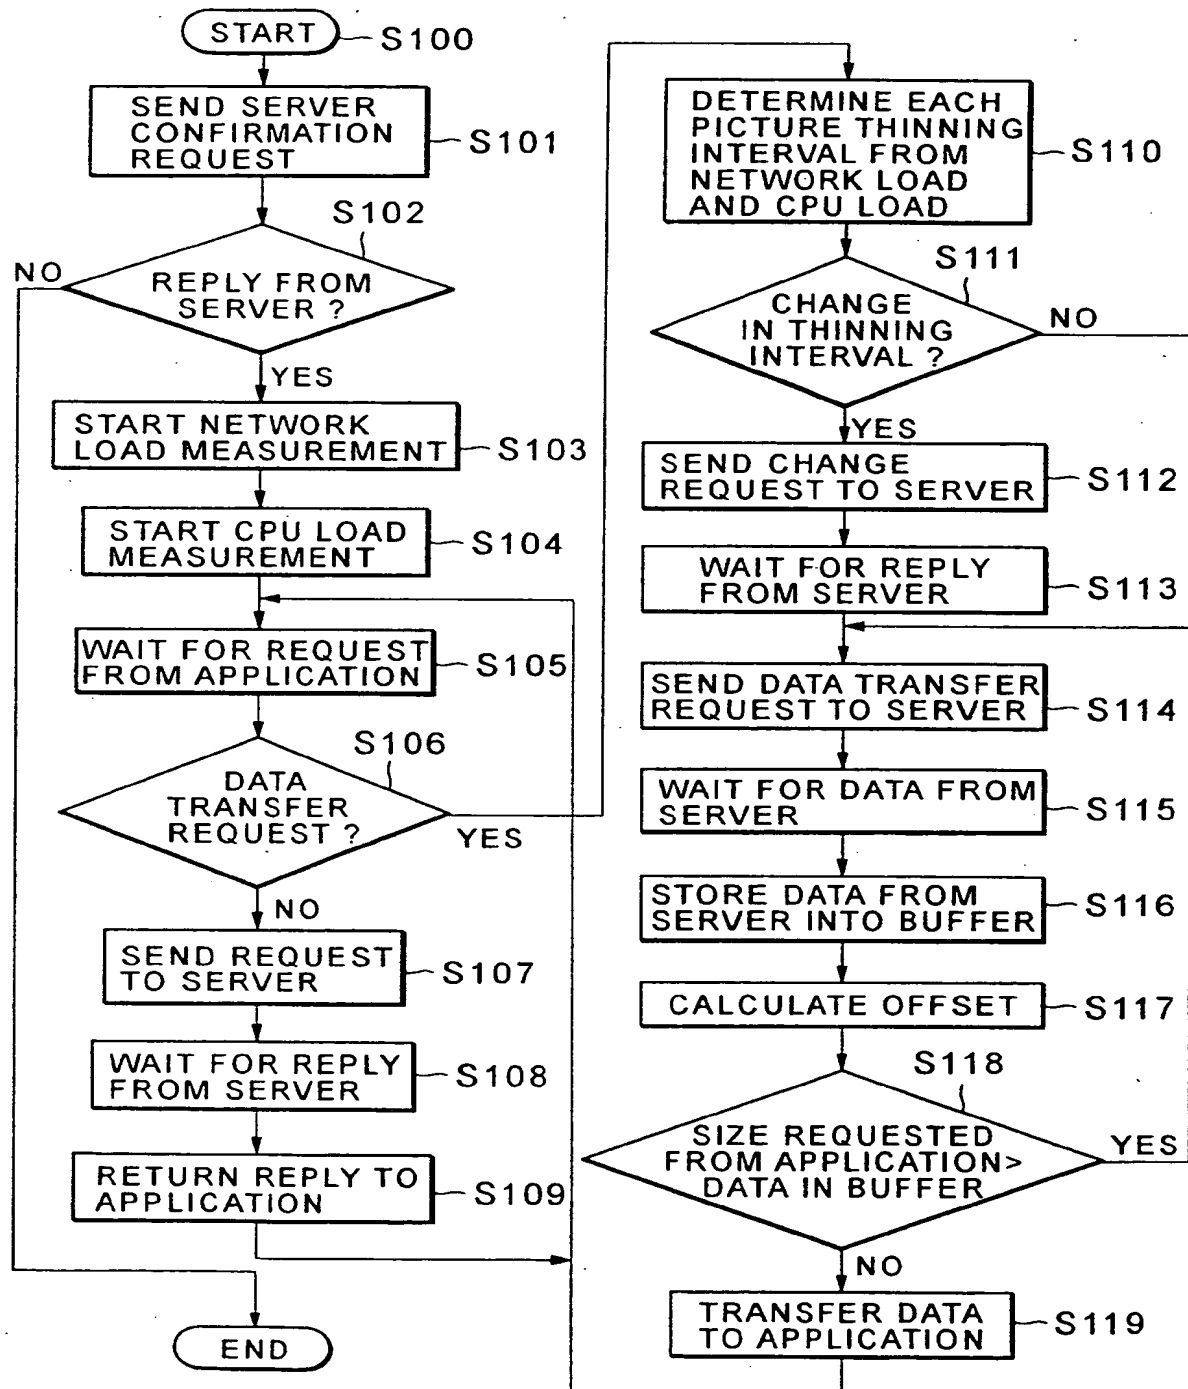 START
S100
SEND SERVER
CONFIRMATION
REQUEST
S101
S102
NO
REPLY FROM
SERVER ?
YES
START NETWORK
LOAD MEASUREMENT
S103
START CPU LOAD
MEASUREMENT
S104
WAIT FOR REQUEST
FROM APPLICATION
S105
S106
DATA
TRANSFER
REQUEST ?
YES
NO
SEND REQUEST
TO SERVER
S107
WAIT FOR REPLY
FROM SERVER
S108
RETURN REPLY TO
APPLICATION
S109
END
DETERMINE EACH
PICTURE THINNING
INTERVAL FROM
NETWORK LOAD
AND CPU LOAD
S110
S111
CHANGE
IN THINNING
INTERVAL ?
NO
YES
SEND CHANGE
REQUEST TO SERVER
S112
WAIT FOR REPLY
FROM SERVER
S113
SEND DATA TRANSFER
REQUEST TO SERVER
S114
WAIT FOR DATA FROM
SERVER
S115
STORE DATA FROM
SERVER INTO BUFFER
S116
CALCULATE OFFSET
S117
S118
SIZE REQUESTED
FROM APPLICATION>
DATA IN BUFFER
YES
NO
TRANSFER DATA
TO APPLICATION
S119